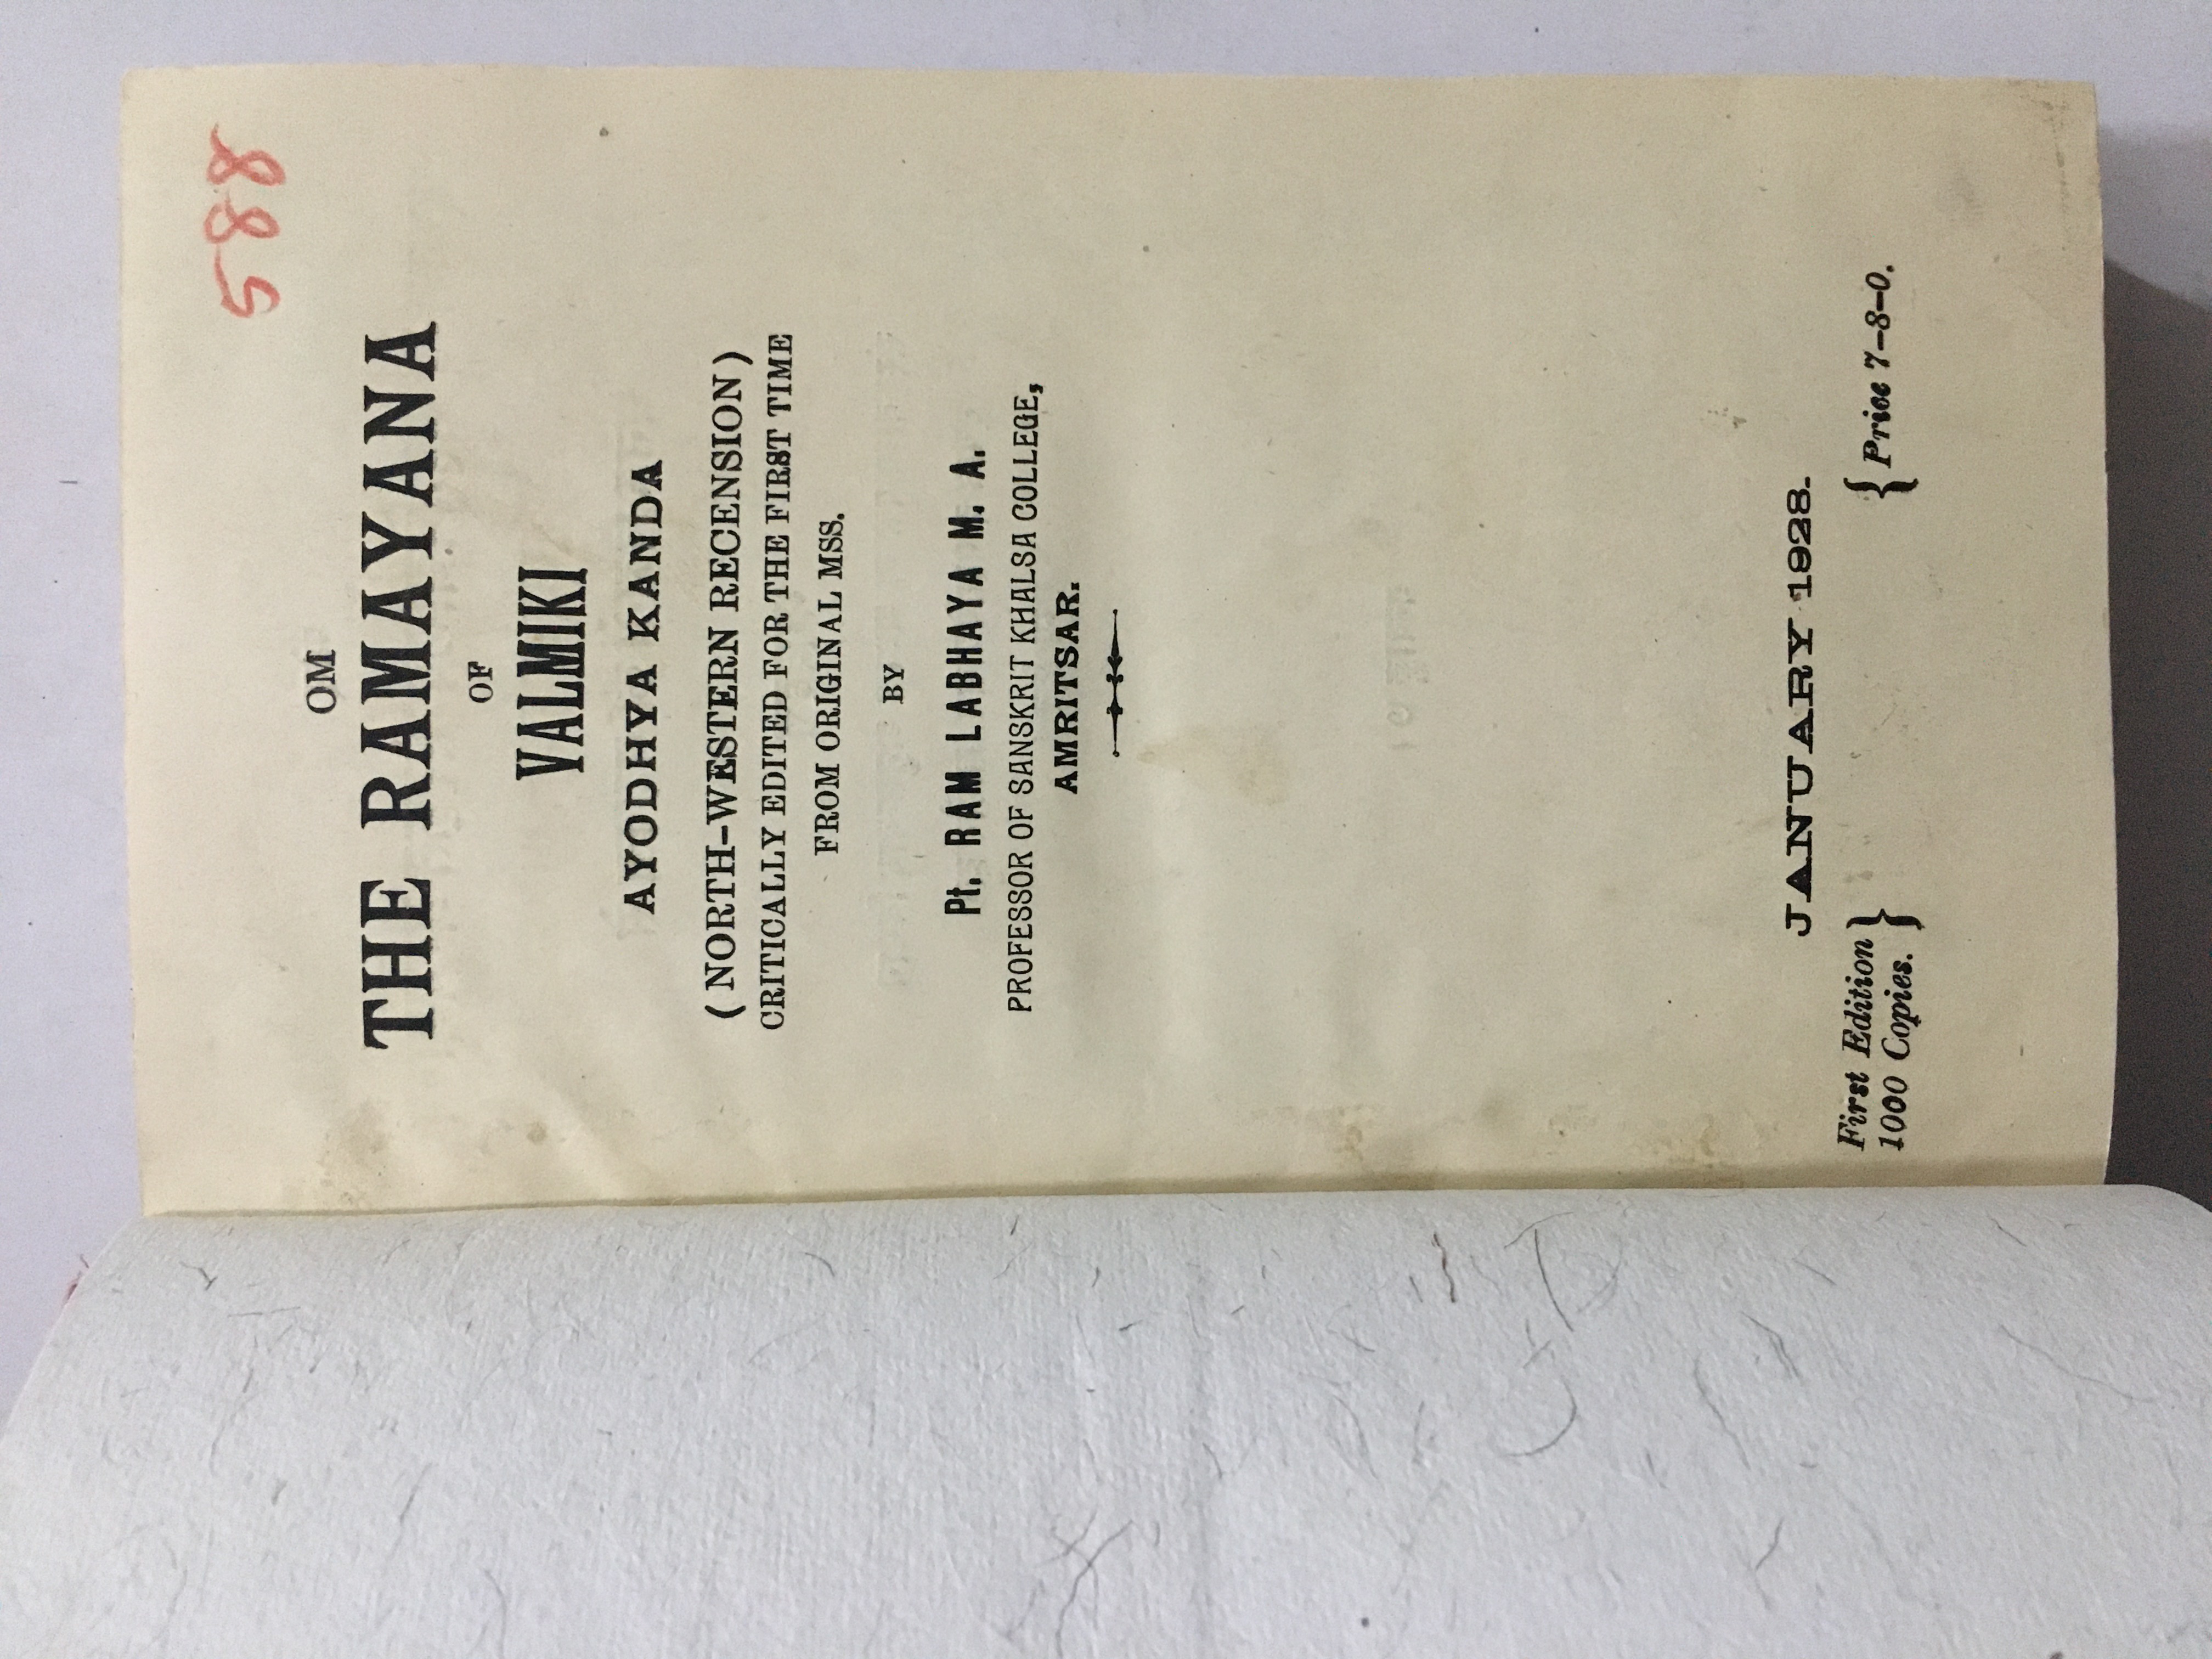 588
OM
THE RAMAYANA
OF
VALMIKI
AYODHYA KANDA
( NORTH-WESTERN RECENSION )
CRITICALLY EDITED FOR THE FIRST TIME
FROM ORIGINAL MSS.
BY
Pt. RAM LABHAYA M. A.
PROFESSOR OF SANSKRIT KHALSA COLLEGE,
AMRITSAR.
JANUARY 1928.
First Edition }
1000 Copies. }
{ Price 7-8-0.